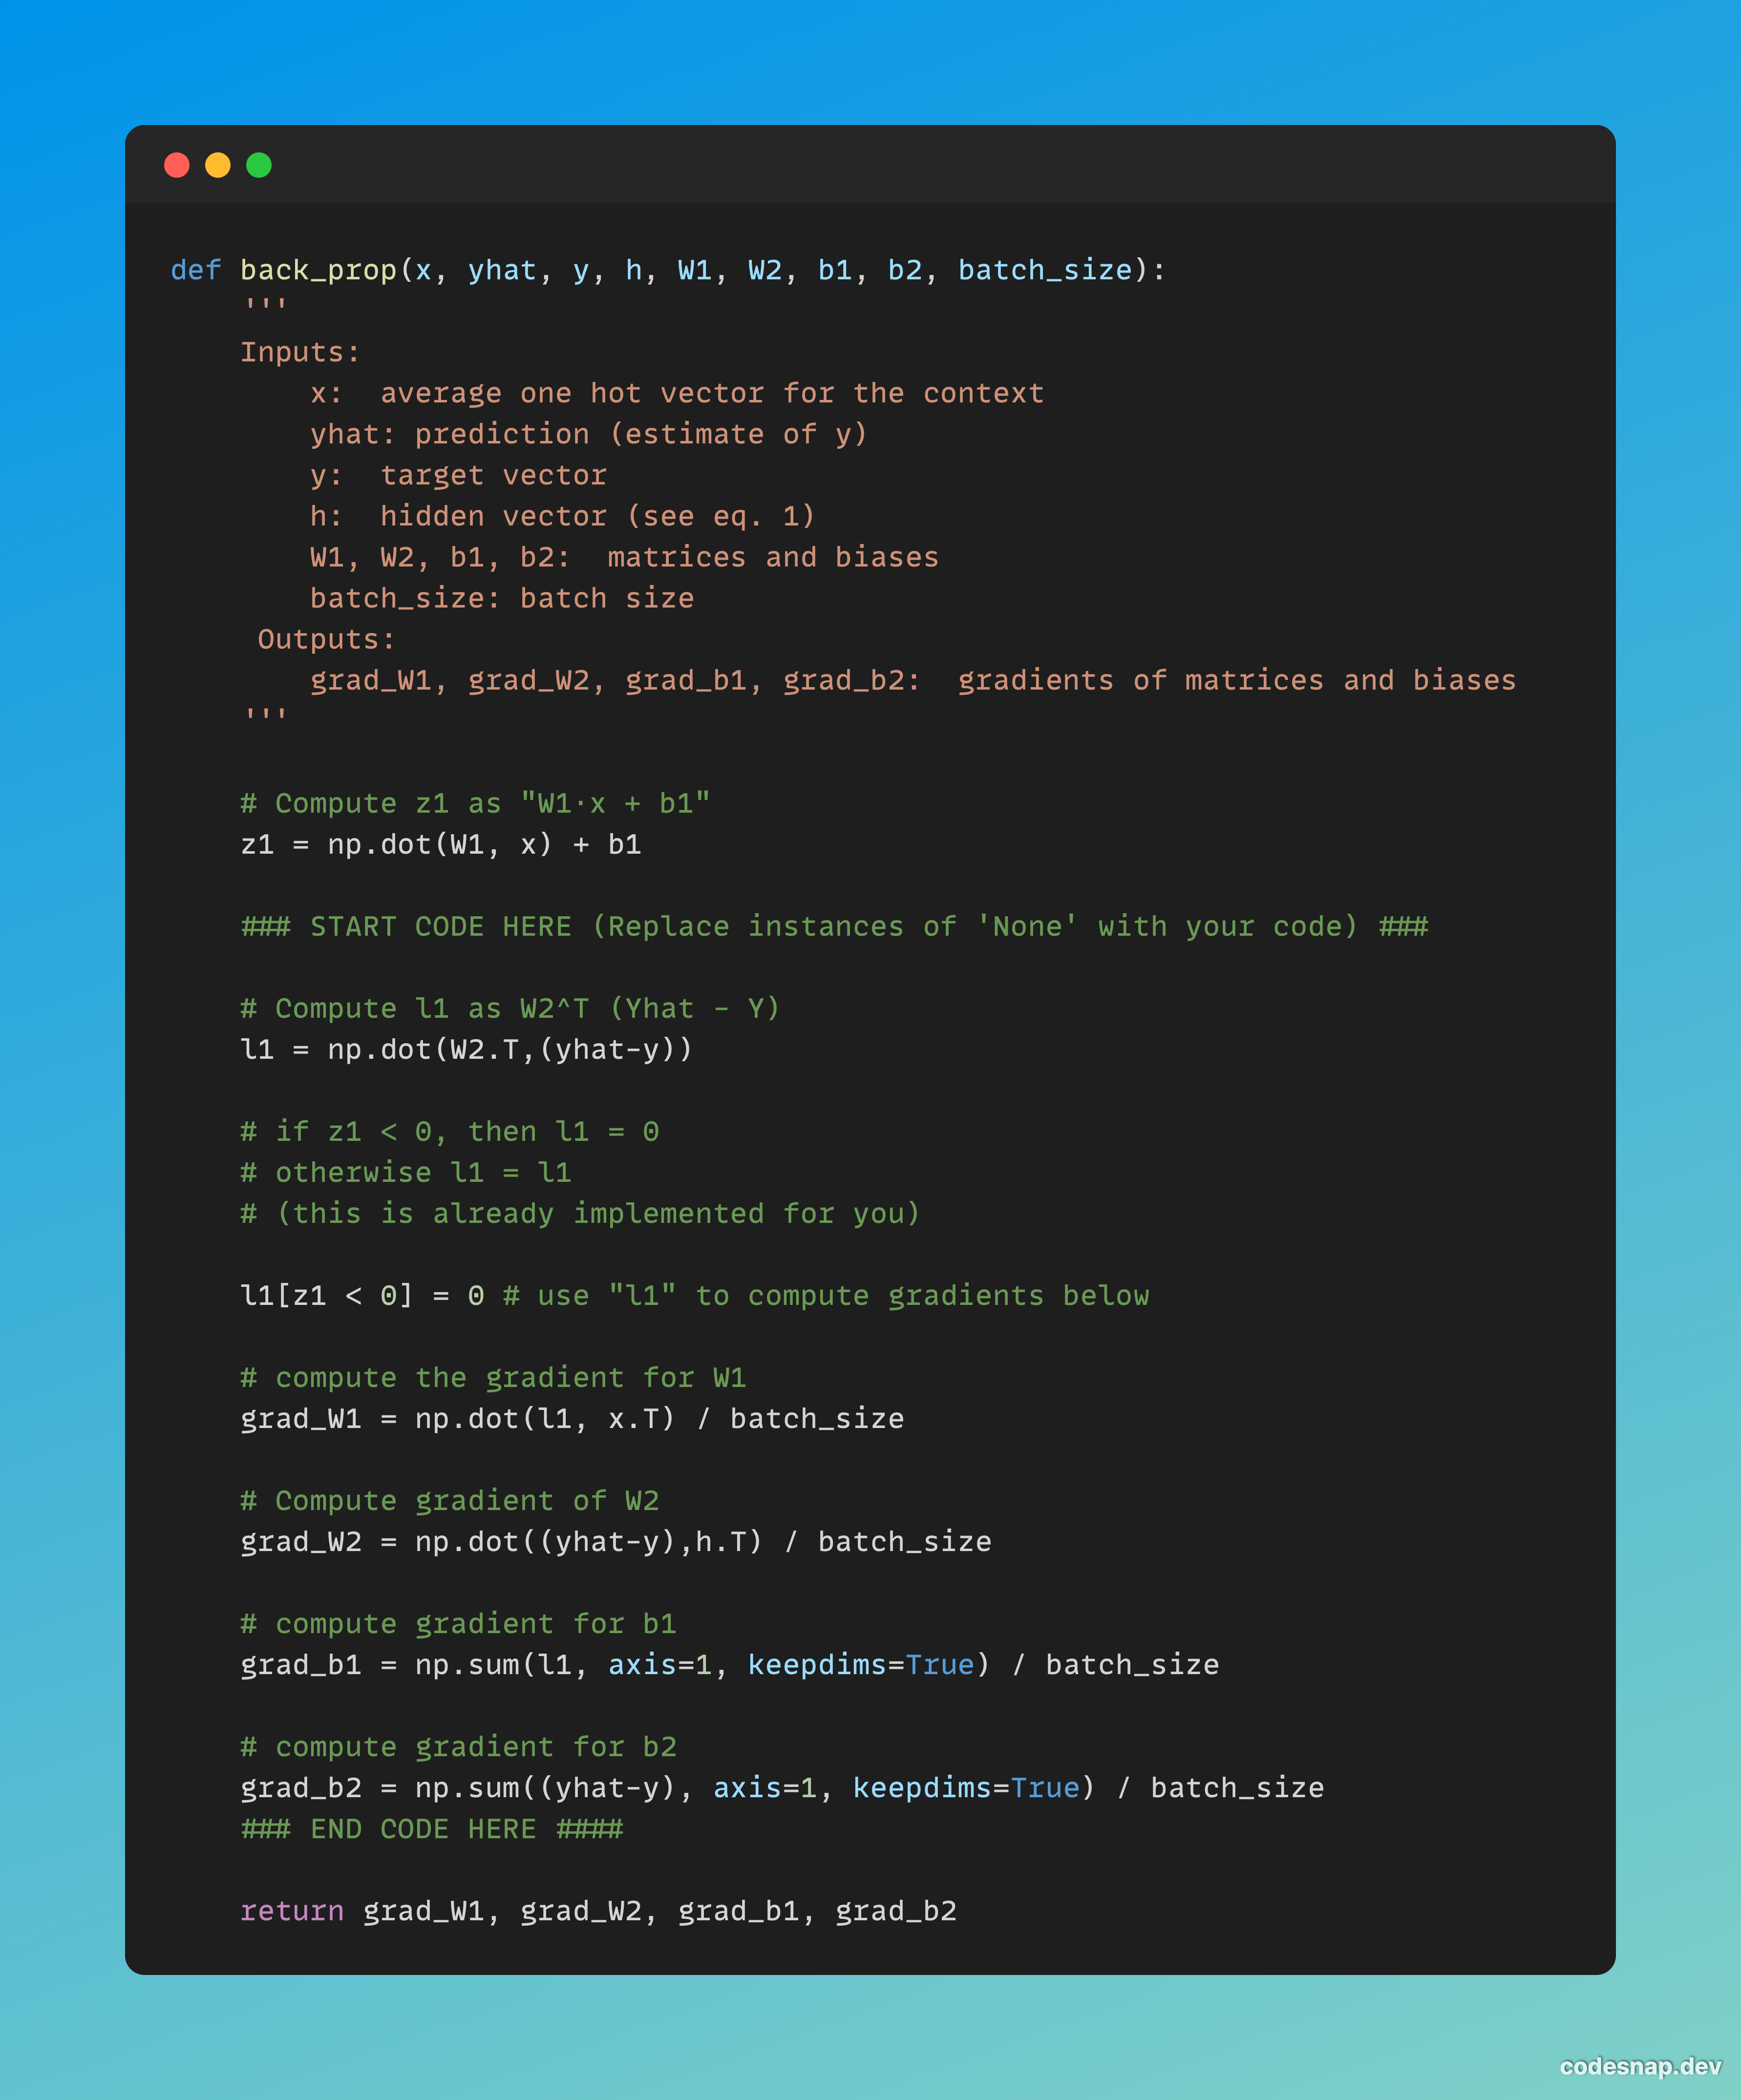 def back_prop(x, yhat, y, h, W1, W2, b1, b2, batch_size):
    '''
    Inputs:
        x:  average one hot vector for the context
        yhat: prediction (estimate of y)
        y:  target vector
        h:  hidden vector (see eq. 1)
        W1, W2, b1, b2:  matrices and biases
        batch_size: batch size
     Outputs:
        grad_W1, grad_W2, grad_b1, grad_b2:  gradients of matrices and biases
    '''
    # Compute z1 as "W1⋅x + b1"
    z1 = np.dot(W1, x) + b1
    ### START CODE HERE (Replace instances of 'None' with your code) ###
    # Compute l1 as W2^T (Yhat - Y)
    l1 = np.dot(W2.T,(yhat-y))
    # if z1 < 0, then l1 = 0
    # otherwise l1 = l1
    # (this is already implemented for you)
    l1[z1 < 0] = 0 # use "l1" to compute gradients below
    # compute the gradient for W1
    grad_W1 = np.dot(l1, x.T) / batch_size
    # Compute gradient of W2
    grad_W2 = np.dot((yhat-y),h.T) / batch_size
    # compute gradient for b1
    grad_b1 = np.sum(l1, axis=1, keepdims=True) / batch_size
    # compute gradient for b2
    grad_b2 = np.sum((yhat-y), axis=1, keepdims=True) / batch_size
    ### END CODE HERE ####
    return grad_W1, grad_W2, grad_b1, grad_b2
codesnap.dev